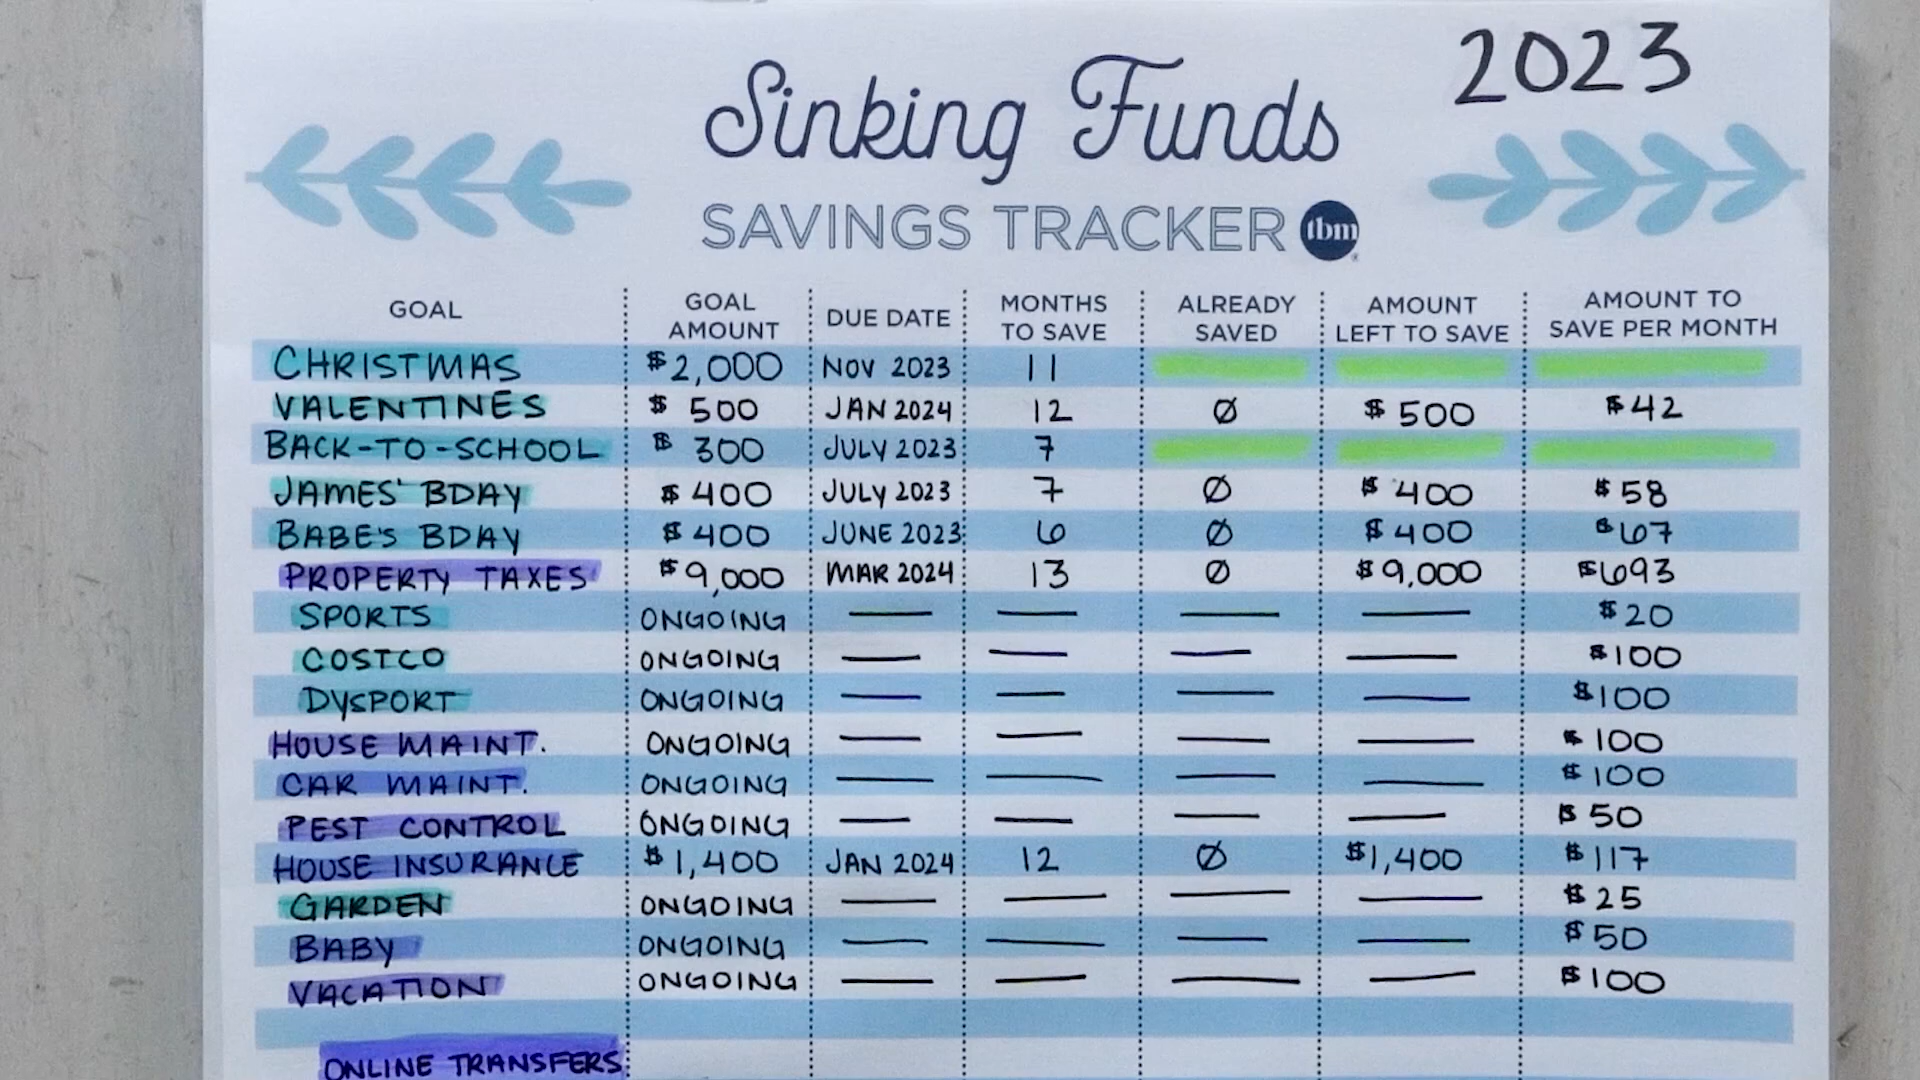 2023
Sinking Funds
SAVINGS TRACKER tbm
GOAL GOAL AMOUNT DUE DATE MONTHS TO SAVE ALREADY SAVED AMOUNT LEFT TO SAVE AMOUNT TO SAVE PER MONTH
CHRISTMAS $2,000 NOV 2023 11
VALENTINES $ 500 JAN 2024 12 Ø $ 500 $42
BACK-TO-SCHOOL $ 300 JULY 2023 7
JAMES' BDAY $ 400 JULY 2023 7 Ø $ 400 $58
BABE'S BDAY $ 400 JUNE 2023 6 Ø $ 400 $67
PROPERTY TAXES $9,000 MAR 2024 13 Ø $9,000 $693
SPORTS ONGOING — — — — $20
COSTCO ONGOING — — — — $100
DYSPORT ONGOING — — — — $100
HOUSE MAINT. ONGOING — — — — $100
CAR MAINT. ONGOING — — — — $100
PEST CONTROL ONGOING — — — — $50
HOUSE INSURANCE $1,400 JAN 2024 12 Ø $1,400 $117
GARDEN ONGOING — — — — $25
BABY ONGOING — — — — $50
VACATION ONGOING — — — — $100
ONLINE TRANSFERS